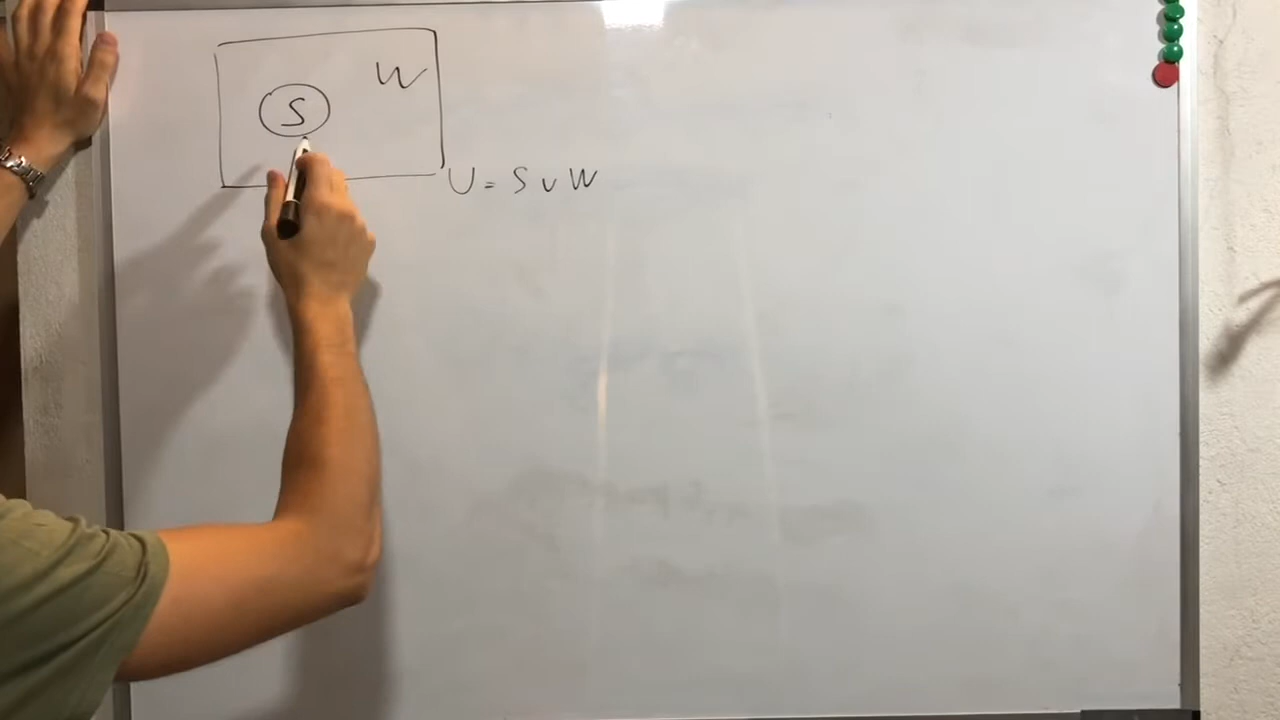 W
S
U = S ∪ W